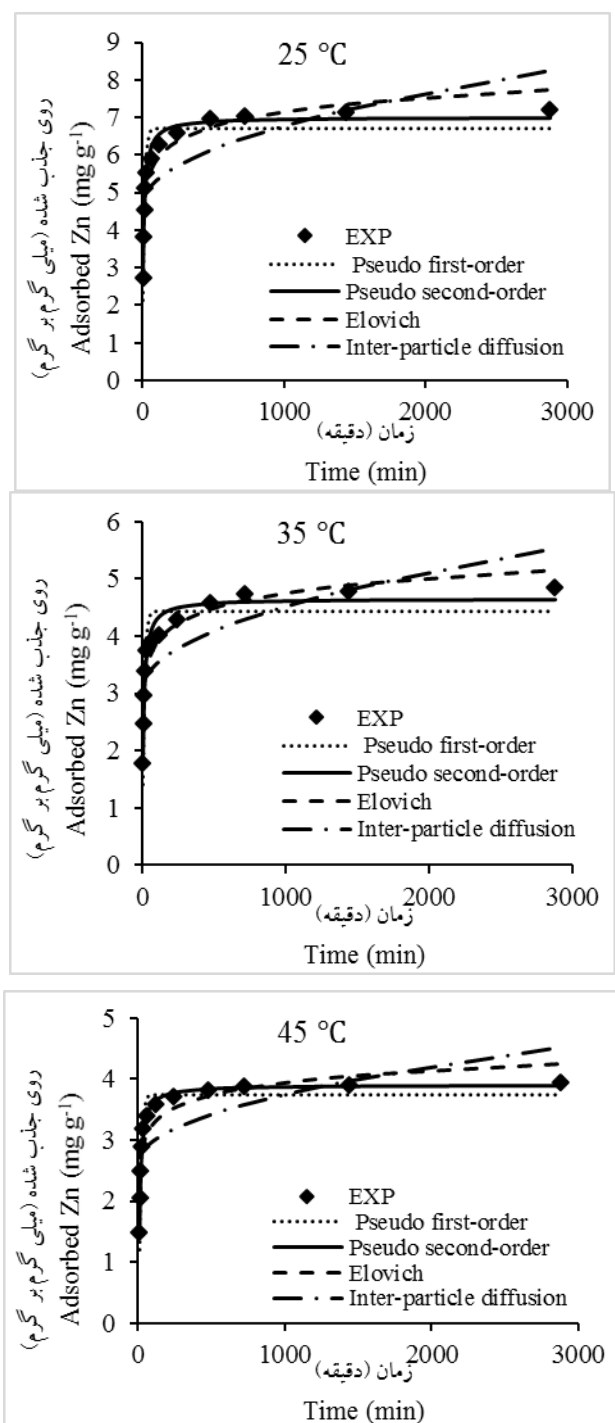 25 °C
9
8
7
6
5
4
3
2
1
0
روی جذب شده (میلی گرم بر گرم)
Adsorbed Zn (mg g⁻¹)
EXP
Pseudo first-order
Pseudo second-order
Elovich
Inter-particle diffusion
0 1000 2000 3000
زمان (دقیقه)
Time (min)
35 °C
6
5
4
3
2
1
0
روی جذب شده (میلی گرم بر گرم)
Adsorbed Zn (mg g⁻¹)
EXP
Pseudo first-order
Pseudo second-order
Elovich
Inter-particle diffusion
0 1000 2000 3000
زمان (دقیقه)
Time (min)
45 °C
5
4
3
2
1
0
روی جذب شده (میلی گرم بر گرم)
Adsorbed Zn (mg g⁻¹)
EXP
Pseudo first-order
Pseudo second-order
Elovich
Inter-particle diffusion
0 1000 2000 3000
زمان (دقیقه)
Time (min)